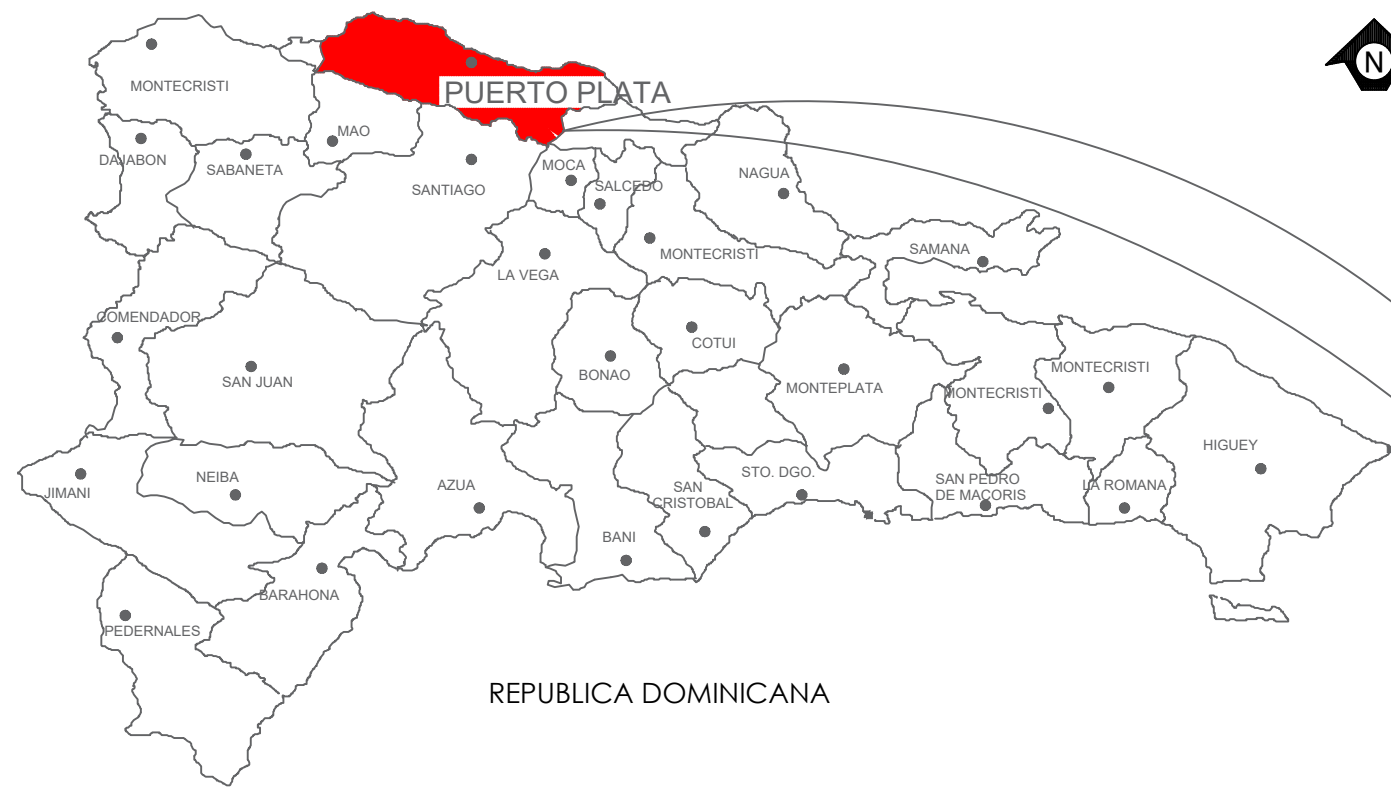 N
MONTECRISTI
PUERTO PLATA
MAO
DAJABON
SABANETA
SANTIAGO
MOCA
SALCEDO
NAGUA
MONTECRISTI
SAMANA
LA VEGA
COMENDADOR
SAN JUAN
BONAO
COTUI
MONTEPLATA
MONTECRISTI
MONTECRISTI
HIGUEY
JIMANI
NEIBA
AZUA
SAN
CRISTOBAL
STO. DGO.
SAN PEDRO
DE MACORIS
LA ROMANA
BANI
BARAHONA
PEDERNALES
REPUBLICA DOMINICANA